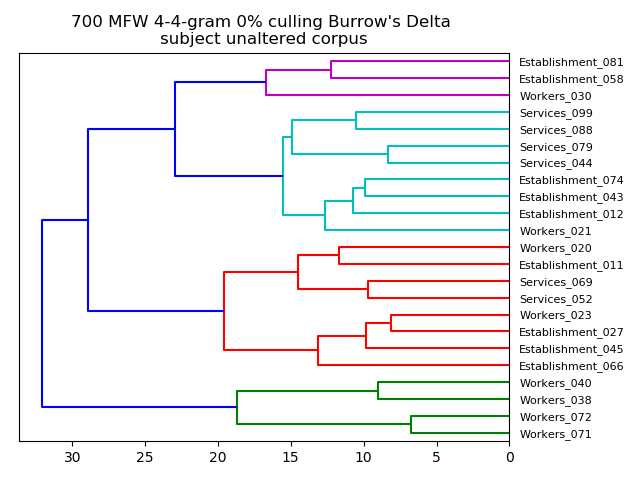 700 MFW 4-4-gram 0% culling Burrow's Delta
subject unaltered corpus
Establishment_081
Establishment_058
Workers_030
Services_099
Services_088
Services_079
Services_044
Establishment_074
Establishment_043
Establishment_012
Workers_021
Workers_020
Establishment_011
Services_069
Services_052
Workers_023
Establishment_027
Establishment_045
Establishment_066
Workers_040
Workers_038
Workers_072
Workers_071
30 25 20 15 10 5 0